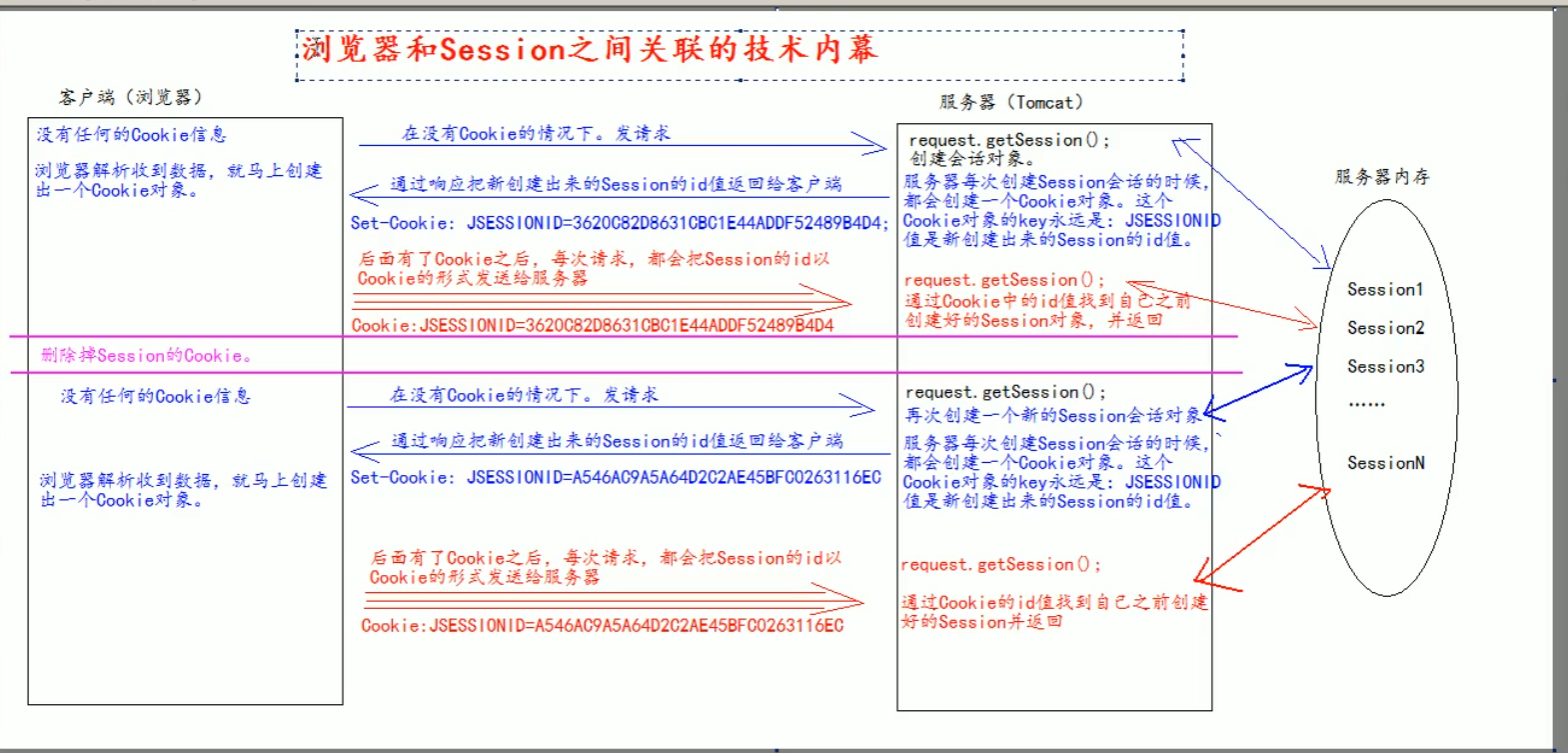 浏览器和Session之间关联的技术内幕
客户端（浏览器）
服务器（Tomcat）
没有任何的Cookie信息
浏览器解析收到数据，就马上创建
出一个Cookie对象。
在没有Cookie的情况下。发请求
通过响应把新创建出来的Session的id值返回给客户端
Set-Cookie: JSESSIONID=3620C82D8631CBC1E44ADDF52489B4D4;
后面有了Cookie之后，每次请求，都会把Session的id以
Cookie的形式发送给服务器
Cookie:JSESSIONID=3620C82D8631CBC1E44ADDF52489B4D4
request.getSession();
创建会话对象。
服务器每次创建Session会话的时候，
都会创建一个Cookie对象。这个
Cookie对象的key永远是：JSESSIONID
值是新创建出来的Session的id值。
request.getSession();
通过Cookie中的id值找到自己之前
创建好的Session对象，并返回
服务器内存
Session1
Session2
Session3
......
SessionN
删除掉Session的Cookie。
没有任何的Cookie信息
浏览器解析收到数据，就马上创建
出一个Cookie对象。
在没有Cookie的情况下。发请求
通过响应把新创建出来的Session的id值返回给客户端
Set-Cookie: JSESSIONID=A546AC9A5A64D2C2AE45BFC0263116EC
后面有了Cookie之后，每次请求，都会把Session的id以
Cookie的形式发送给服务器
Cookie:JSESSIONID=A546AC9A5A64D2C2AE45BFC0263116EC
request.getSession();
再次创建一个新的Session会话对象
服务器每次创建Session会话的时候，`
都会创建一个Cookie对象。这个
Cookie对象的key永远是：JSESSIONID
值是新创建出来的Session的id值。
request.getSession();
通过Cookie的id值找到自己之前创建
好的Session并返回